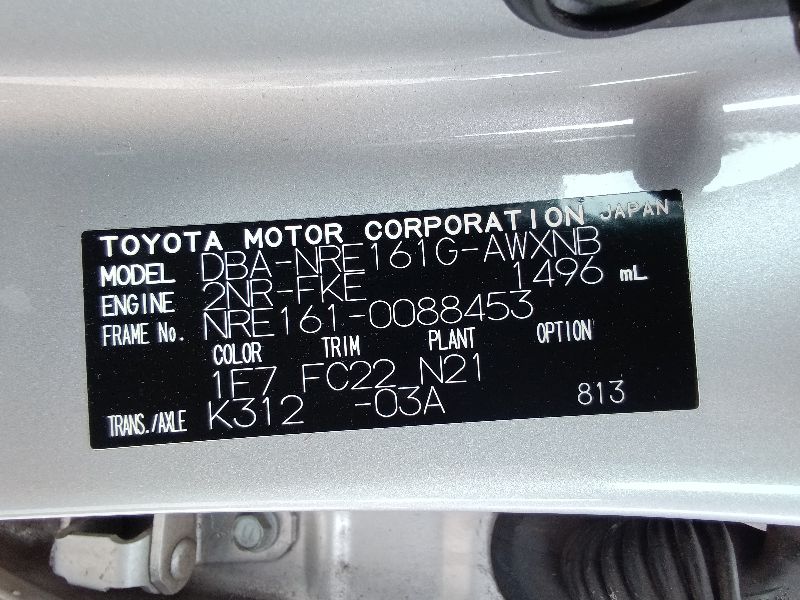 TOYOTA MOTOR CORPORATION JAPAN
MODEL DBA-NRE161G-AWXNB
ENGINE 2NR-FKE 1496 mL
FRAME No. NRE161-0088453
COLOR TRIM PLANT OPTION
1E7 FC22 N21
TRANS./AXLE K312 -03A 813